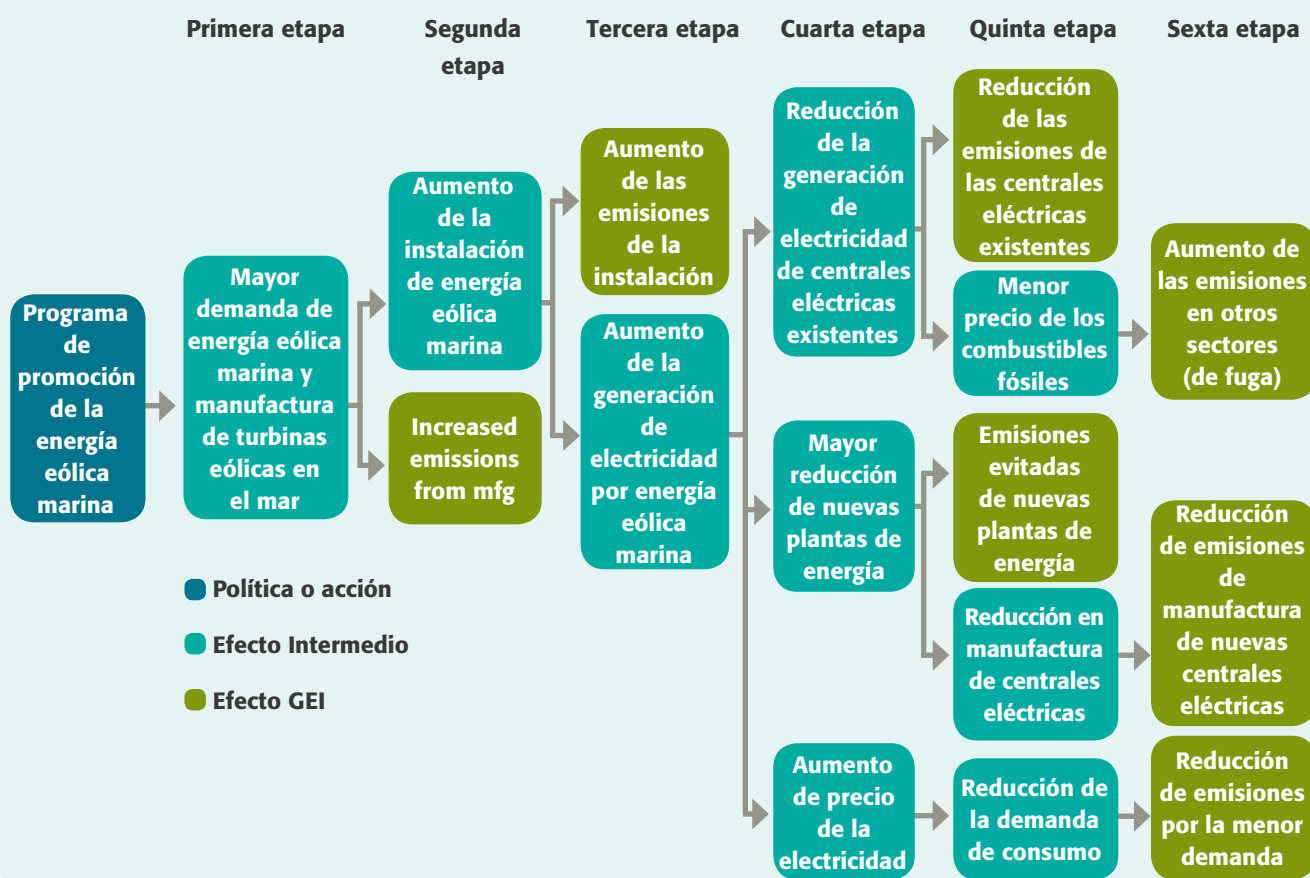 Primera etapa
Segunda
etapa
Tercera etapa
Cuarta etapa
Quinta etapa
Sexta etapa
Programa
de
promoción
de la
energía
eólica
marina
Mayor
demanda de
energía eólica
marina y
manufactura
de turbinas
eólicas en
el mar
Aumento
de la
instalación
de energía
eólica
marina
Increased
emissions
from mfg
Aumento
de las
emisiones
de la
instalación
Aumento
de la
generación
de
electricidad
por energía
eólica
marina
Reducción
de la
generación
de
electricidad
de centrales
eléctricas
existentes
Mayor
reducción
de nuevas
plantas de
energía
Aumento
de precio
de la
electricidad
Reducción
de las
emisiones de
las centrales
eléctricas
existentes
Menor
precio de los
combustibles
fósiles
Emisiones
evitadas
de nuevas
plantas de
energía
Reducción en
manufactura
de centrales
eléctricas
Reducción de
la demanda
de consumo
Aumento de
las emisiones
en otros
sectores
(de fuga)
Reducción
de emisiones
de
manufactura
de nuevas
centrales
eléctricas
Reducción
de emisiones
por la menor
demanda
Política o acción
Efecto Intermedio
Efecto GEI